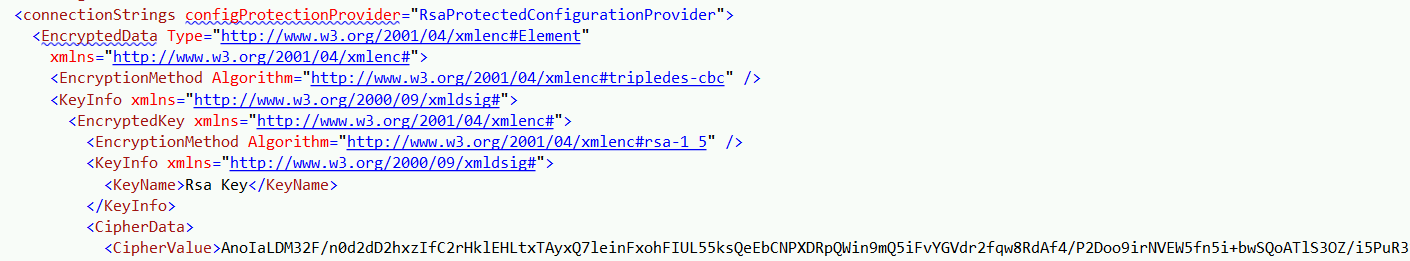 <connectionStrings configProtectionProvider="RsaProtectedConfigurationProvider">
<EncryptedData Type="http://www.w3.org/2001/04/xmlenc#Element"
xmlns="http://www.w3.org/2001/04/xmlenc#">
<EncryptionMethod Algorithm="http://www.w3.org/2001/04/xmlenc#tripledes-cbc" />
<KeyInfo xmlns="http://www.w3.org/2000/09/xmldsig#">
<EncryptedKey xmlns="http://www.w3.org/2001/04/xmlenc#">
<EncryptionMethod Algorithm="http://www.w3.org/2001/04/xmlenc#rsa-1_5" />
<KeyInfo xmlns="http://www.w3.org/2000/09/xmldsig#">
<KeyName>Rsa Key</KeyName>
</KeyInfo>
<CipherData>
<CipherValue>AnoIaLDM32F/n0d2dD2hxzIfC2rHklEHLtxTAyxQ7leinFxohFIUL55ksQeEbCNPXDRpQWin9mQ5iFvYGVdr2fqw8RdAf4/P2Doo9irNVEW5fn5i+bwSQoATlS3OZ/i5PuR3